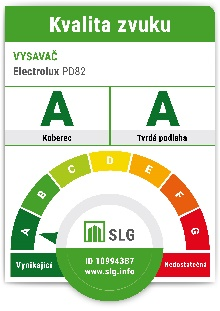 Kvalita zvuku
VYSAVAČ
Electrolux PD82
A
A
Koberec
Tvrdá podlaha
A
B
C
D
E
F
G
SLG
Vynikající
ID 10994387
Nedostatečná
www.slg.info